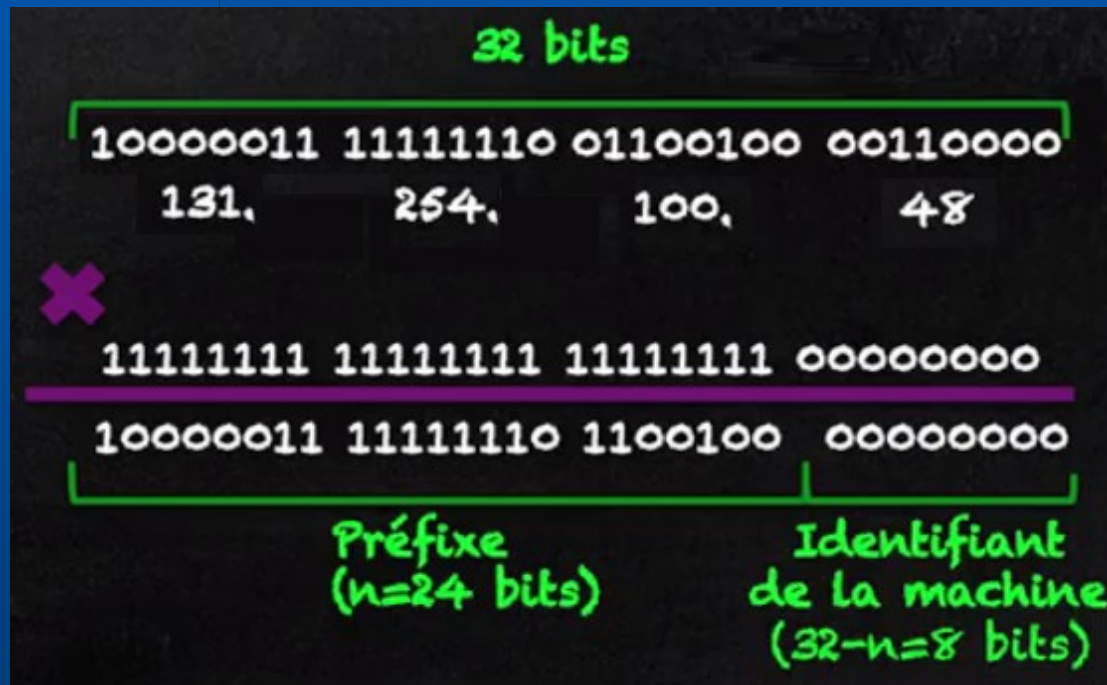 32 bits
10000011 11111110 01100100 00110000
131. 254. 100. 48
11111111 11111111 11111111 00000000
10000011 11111110 1100100 00000000
Préfixe Identifiant
(n=24 bits) de la machine
(32-n=8 bits)